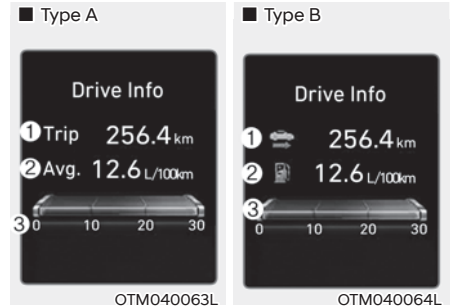 ■ Type A
Drive Info
① Trip 256.4 km
② Avg. 12.6 L/100km
③
0 10 20 30
OTM040063L
■ Type B
Drive Info
① 256.4 km
② 12.6 L/100km
③
0 10 20 30
OTM040064L